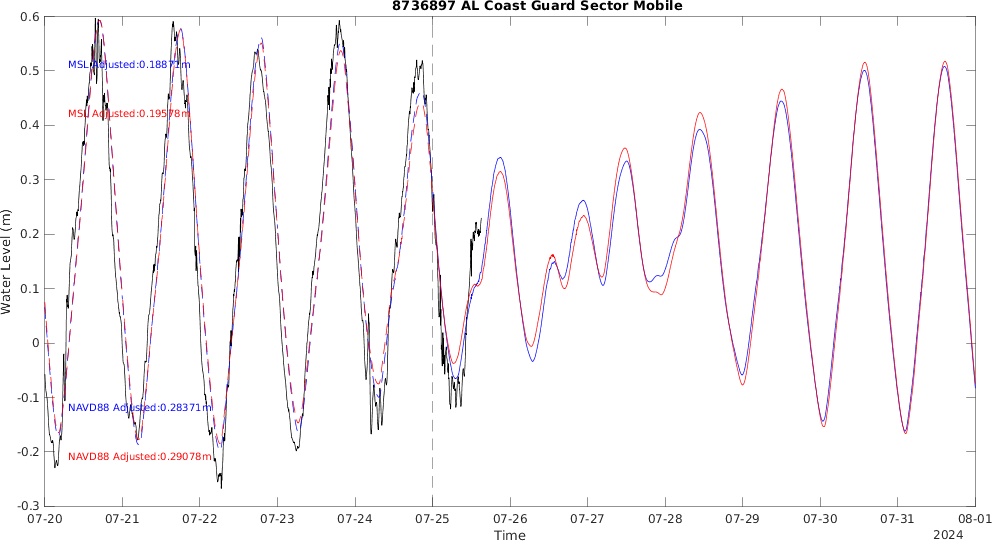 8736897 AL Coast Guard Sector Mobile
0.6
0.5
0.4
0.3
0.2
0.1
0
-0.1
-0.2
-0.3
Water Level (m)
MSL Adjusted:0.18871m
MSL Adjusted:0.19578m
NAVD88 Adjusted:0.28371m
NAVD88 Adjusted:0.29078m
07-20 07-21 07-22 07-23 07-24 07-25 07-26 07-27 07-28 07-29 07-30 07-31 08-01
Time
2024